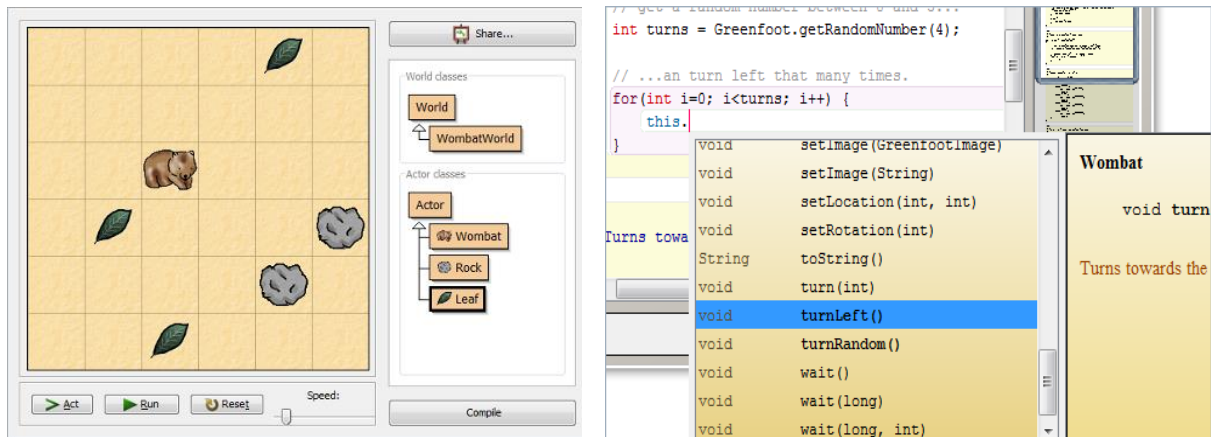 Share...
World classes
World
WombatWorld
Actor classes
Actor
Wombat
Rock
Leaf
> Act
Run
Reset
Speed:
Compile
int turns = Greenfoot.getRandomNumber(4);
// ...an turn left that many times.
for(int i=0; i<turns; i++) {
this.
}
Turns towa
void setImage(GreenfootImage)
void setImage(String)
void setLocation(int, int)
void setRotation(int)
String toString()
void turn(int)
void turnLeft()
void turnRandom()
void wait()
void wait(long)
void wait(long, int)
Wombat
void turn
Turns towards the